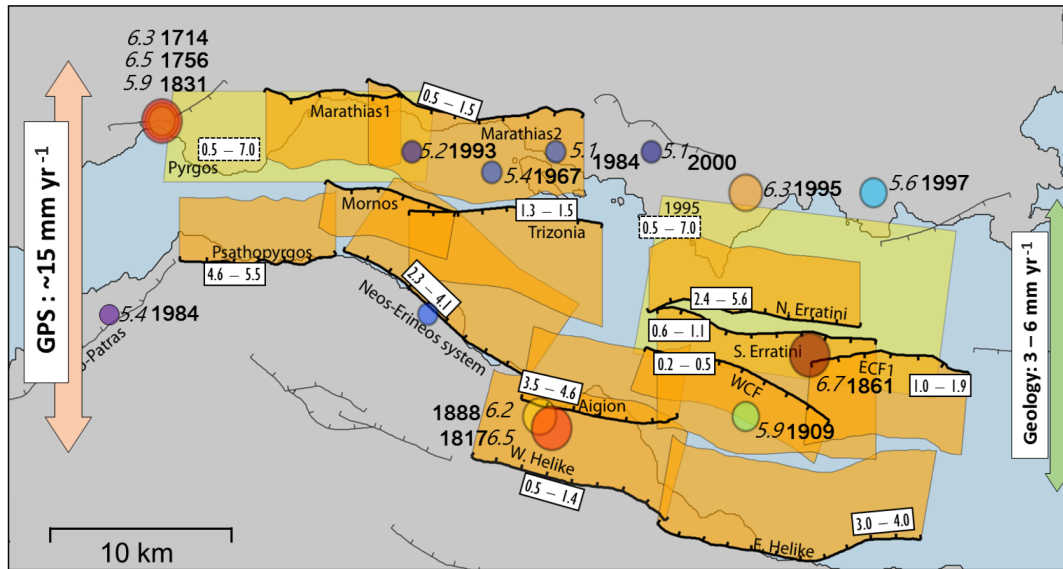 6.3 1714
6.5 1756
5.9 1831
GPS : ~15 mm yr⁻¹
Marathias1
0.5 – 1.5
Marathias2
0.5 – 7.0
Pyrgos
5.2 1993
5.1 1984
5.4 1967
5.1 2000
6.3 1995
5.6 1997
Mornos
1.3 – 1.5
Trizonia
1995
0.5 – 7.0
Psathopyrgos
4.6 – 5.5
2.3 – 4.1
Neos-Erineos system
5.4 1984
-Patras
2.4 – 5.6
N. Erratini
0.6 – 1.1
S. Erratini
0.2 – 0.5
WCF
ECF1
6.7 1861
1.0 – 1.9
Geology: 3 – 6 mm yr⁻¹
3.5 – 4.6
Aigion
1888 6.2
1817 6.5
5.9 1909
W. Helike
0.5 – 1.4
3.0 – 4.0
E. Helike
10 km